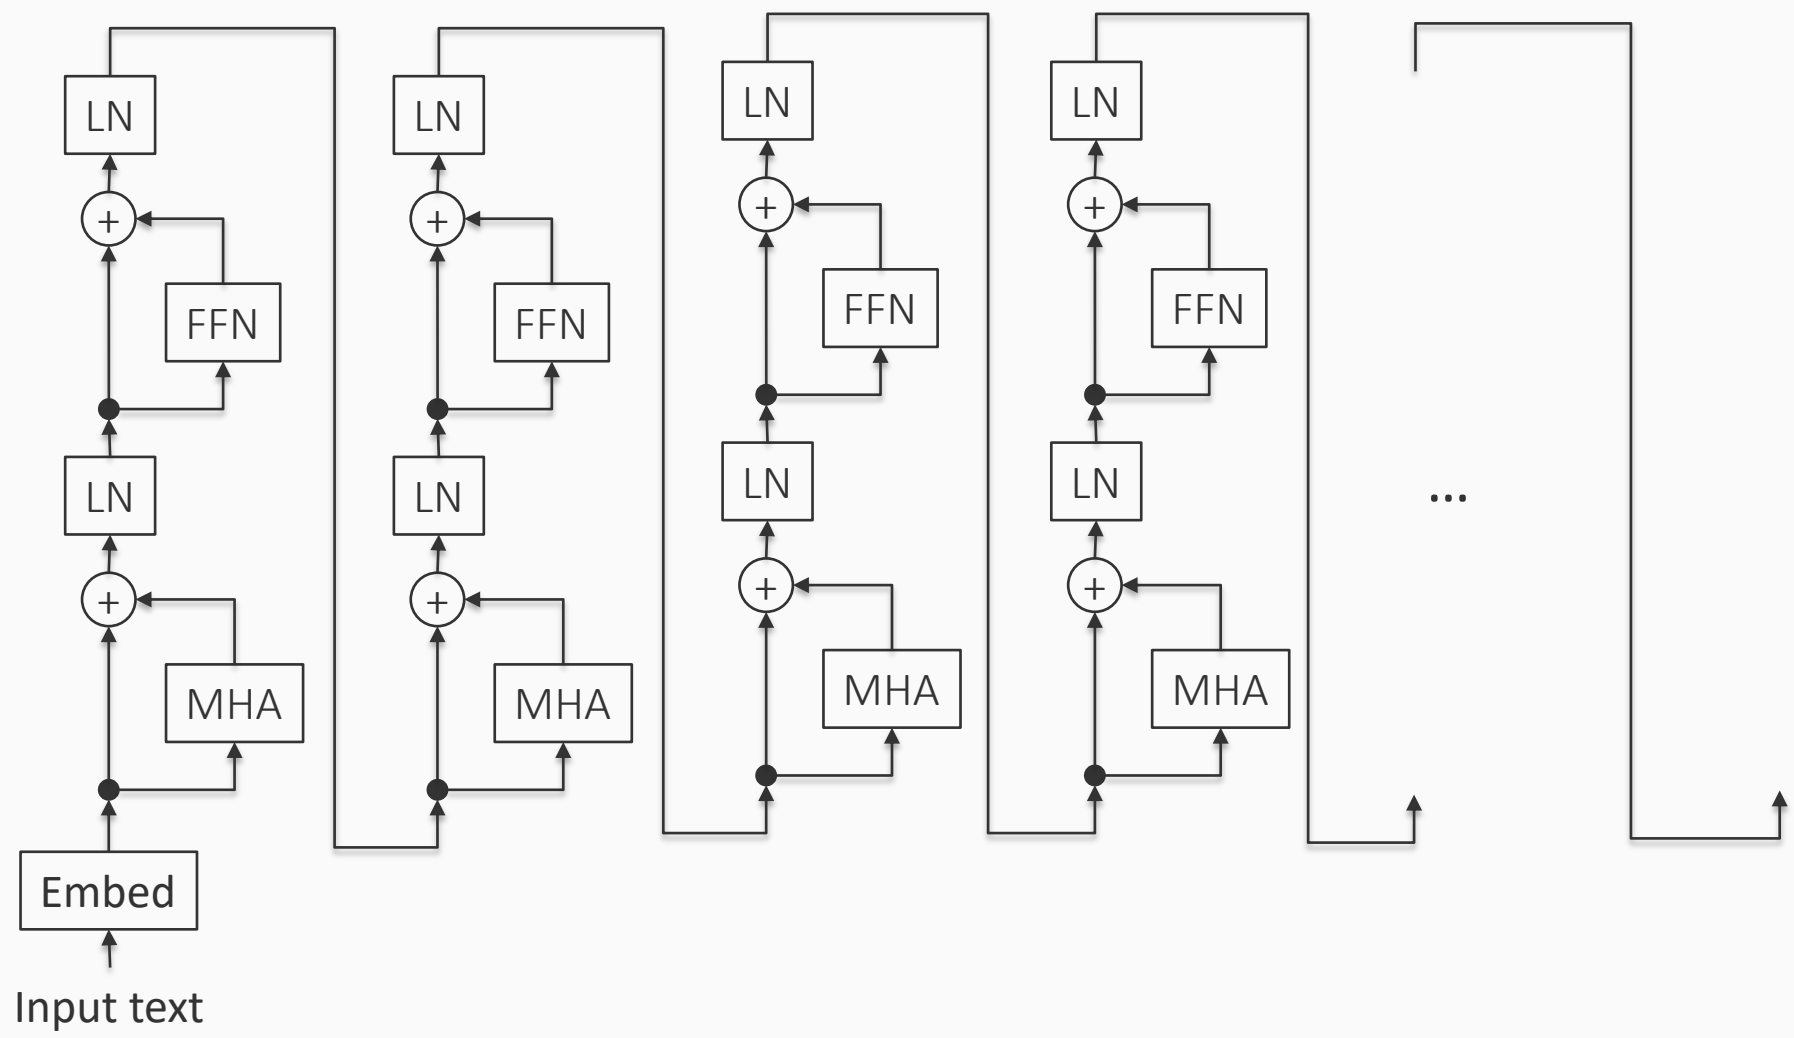 LN
+
FFN
LN
+
MHA
Embed
Input text
LN
+
FFN
LN
+
MHA
LN
+
FFN
LN
+
MHA
LN
+
FFN
LN
+
MHA
...